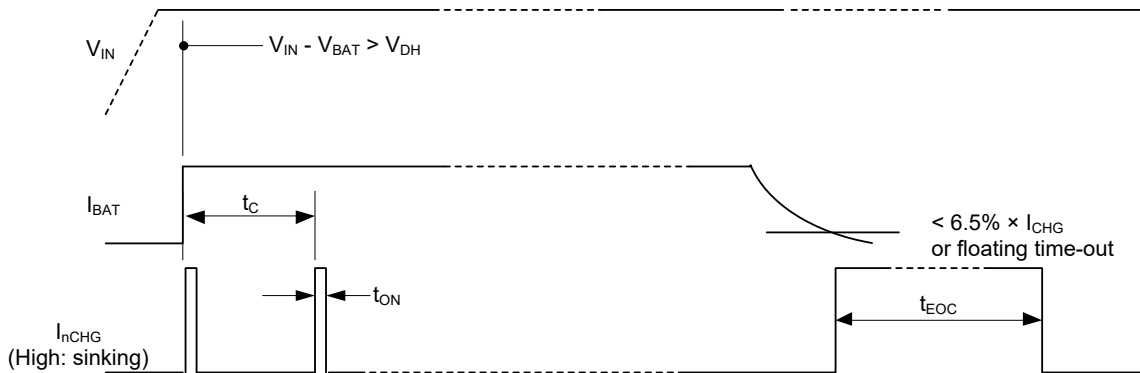 V_IN
V_IN - V_BAT > V_DH
I_BAT
t_C
< 6.5% × I_CHG
or floating time-out
t_ON
t_EOC
I_nCHG
(High: sinking)